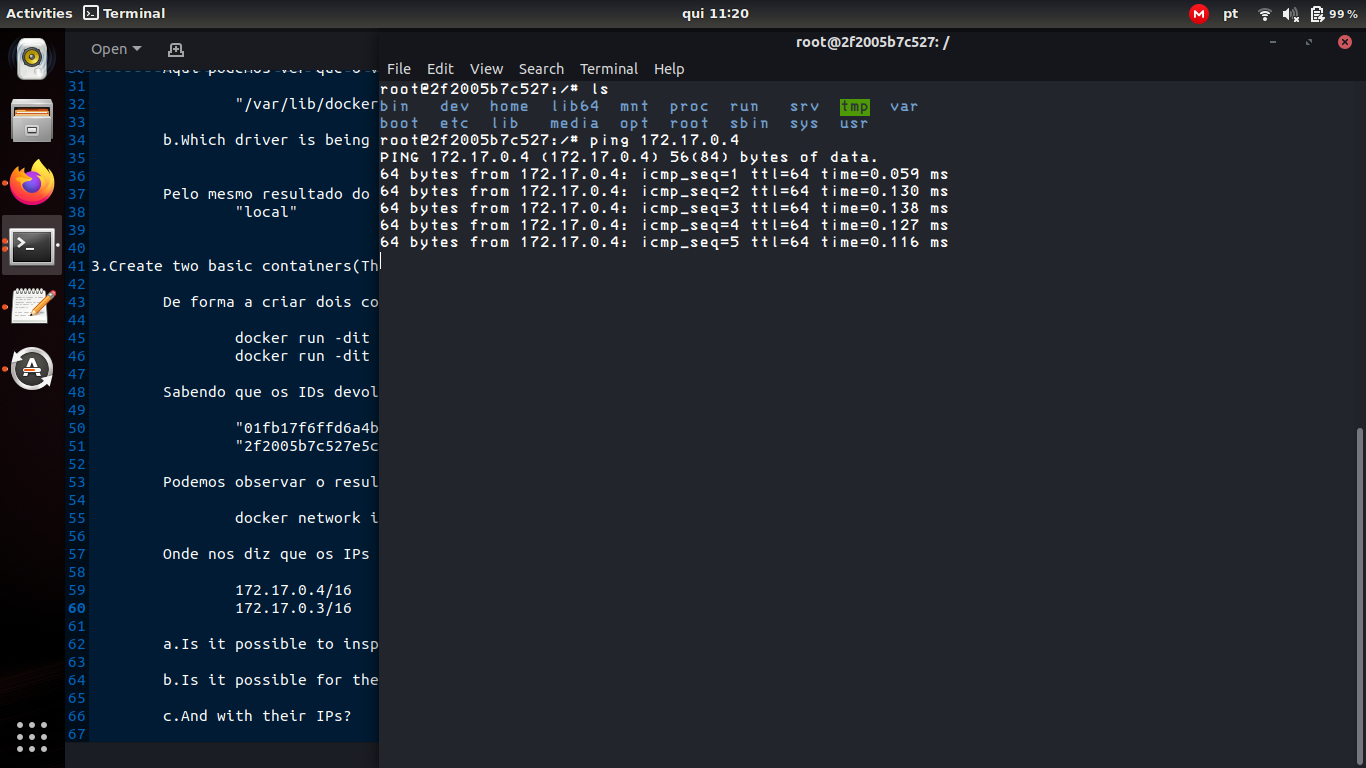 Activities Terminal qui 11:20 M pt 99 %
Open
root@2f2005b7c527: /
File Edit View Search Terminal Help
31
32 "/var/lib/docker
33
34 b.Which driver is being
35
36
37 Pelo mesmo resultado do
38 "local"
39
40
41 3.Create two basic containers(Th
42
43 De forma a criar dois co
44
45 docker run -dit
46 docker run -dit
47
48 Sabendo que os IDs devol
49
50 "01fb17f6ffd6a4b
51 "2f2005b7c527e5c
52
53 Podemos observar o resul
54
55 docker network i
56
57 Onde nos diz que os IPs
58
59 172.17.0.4/16
60 172.17.0.3/16
61
62 a.Is it possible to insp
63
64 b.Is it possible for the
65
66 c.And with their IPs?
67
root@2f2005b7c527:/# ls
bin dev home lib64 mnt proc run srv tmp var
boot etc lib media opt root sbin sys usr
root@2f2005b7c527:/# ping 172.17.0.4
PING 172.17.0.4 (172.17.0.4) 56(84) bytes of data.
64 bytes from 172.17.0.4: icmp_seq=1 ttl=64 time=0.059 ms
64 bytes from 172.17.0.4: icmp_seq=2 ttl=64 time=0.130 ms
64 bytes from 172.17.0.4: icmp_seq=3 ttl=64 time=0.138 ms
64 bytes from 172.17.0.4: icmp_seq=4 ttl=64 time=0.127 ms
64 bytes from 172.17.0.4: icmp_seq=5 ttl=64 time=0.116 ms